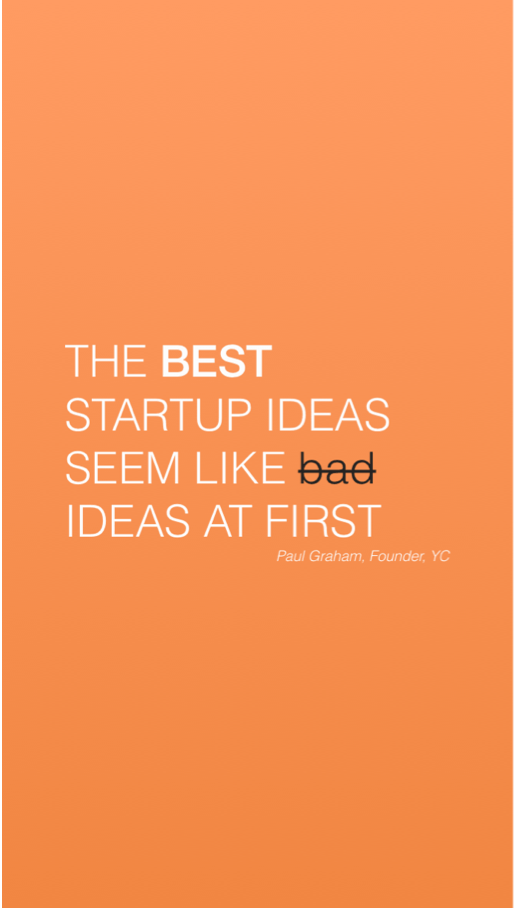 THE BEST
STARTUP IDEAS
SEEM LIKE bad
IDEAS AT FIRST
Paul Graham, Founder, YC